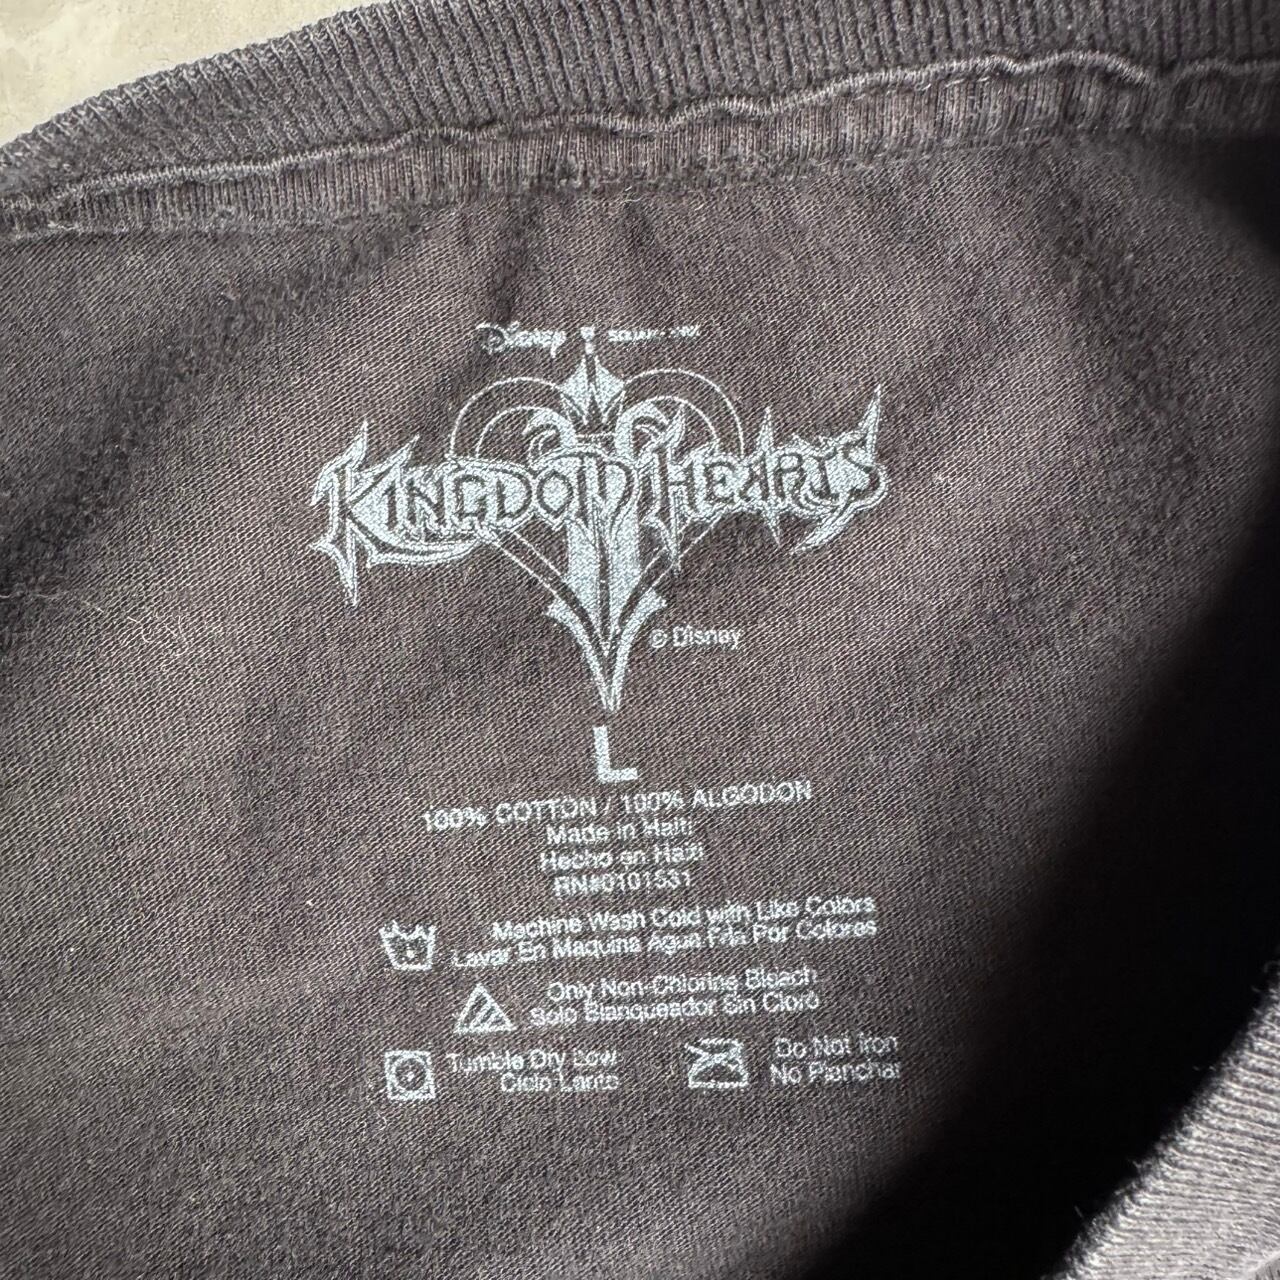 Disney SQUARE ENIX
KINGDOM HEARTS
© Disney
L
100% COTTON / 100% ALGODON
Made in Haiti
Hecho en Haiti
RN#0101531
Machine Wash Cold with Like Colors
Lavar En Maquina Agua Fria Por Colores
Only Non-Chlorine Bleach
Solo Blanqueador Sin Cloro
Tumble Dry Low
Ciclo Lento
Do Not Iron
No Planchar